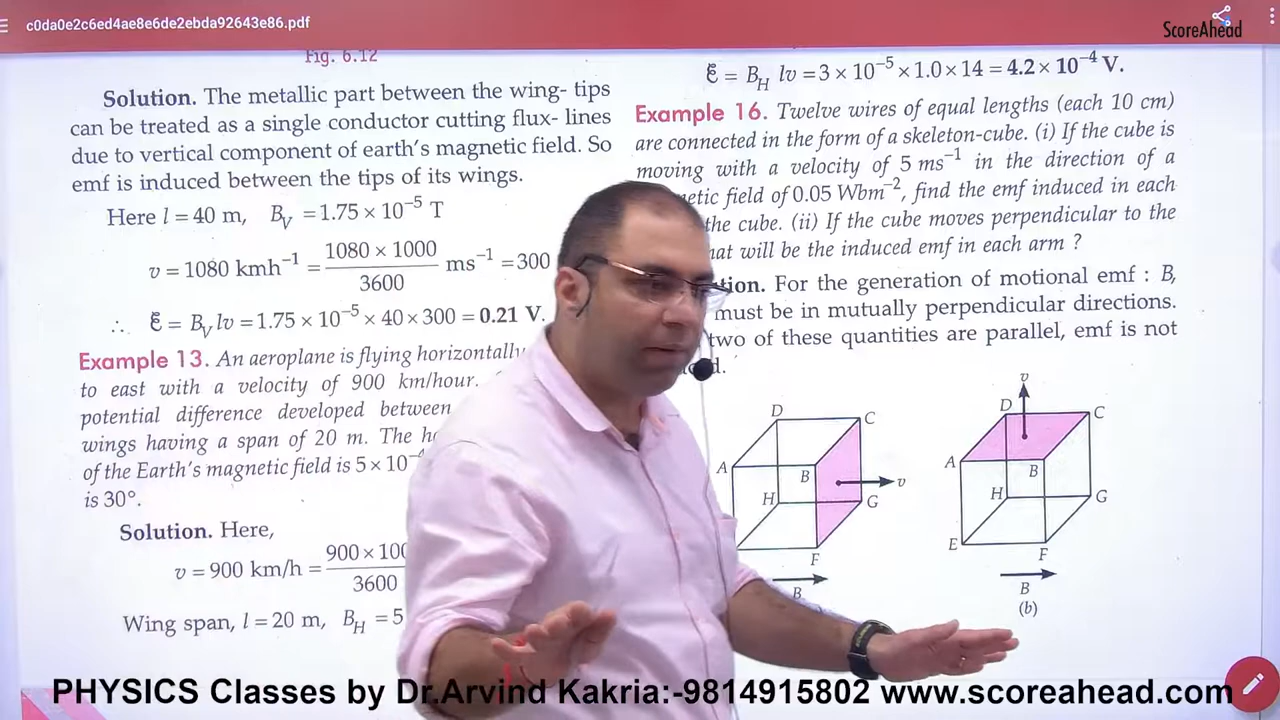 c0da0e2c6ed4ae8e6de2ebda92643e86.pdf
ScoreAhead
Fig. 6.12
Solution. The metallic part between the wing- tips
can be treated as a single conductor cutting flux- lines
due to vertical component of earth's magnetic field. So
emf is induced between the tips of its wings.
Here l = 40 m, B_V = 1.75 × 10⁻⁵ T
v = 1080 kmh⁻¹ = 1080 × 1000 / 3600 ms⁻¹ = 300
∴ ℰ = B_V lv = 1.75 × 10⁻⁵ × 40 × 300 = 0.21 V.
Example 13. An aeroplane is flying horizontally
to east with a velocity of 900 km/hour.
potential difference developed between
wings having a span of 20 m. The
of the Earth's magnetic field is 5 × 10
is 30°.
Solution. Here,
v = 900 km/h = 900 × 100 / 3600
Wing span, l = 20 m, B_H = 5
ℰ = B_H lv = 3 × 10⁻⁵ × 1.0 × 14 = 4.2 × 10⁻⁴ V.
Example 16. Twelve wires of equal lengths (each 10 cm)
are connected in the form of a skeleton-cube. (i) If the cube is
moving with a velocity of 5 ms⁻¹ in the direction of a
etic field of 0.05 Wbm⁻², find the emf induced in each
the cube. (ii) If the cube moves perpendicular to the
hat will be the induced emf in each arm ?
tion. For the generation of motional emf : B,
must be in mutually perpendicular directions.
two of these quantities are parallel, emf is not
d.
D C
A B
H G
F
v
B
v
D C
A B
H G
E F
B
(b)
PHYSICS Classes by Dr.Arvind Kakria:-9814915802 www.scoreahead.com